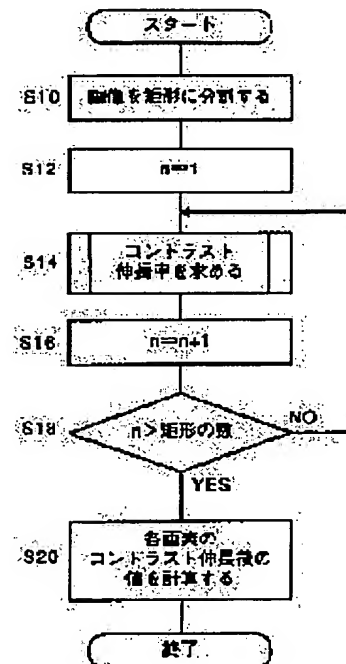 スタート
S10
画像を矩形に分割する
S12
n=1
S14
コントラスト
伸長率を求める
S16
n=n+1
S18
n>矩形の数
NO
YES
S20
各画素の
コントラスト伸長後の
値を計算する
終了